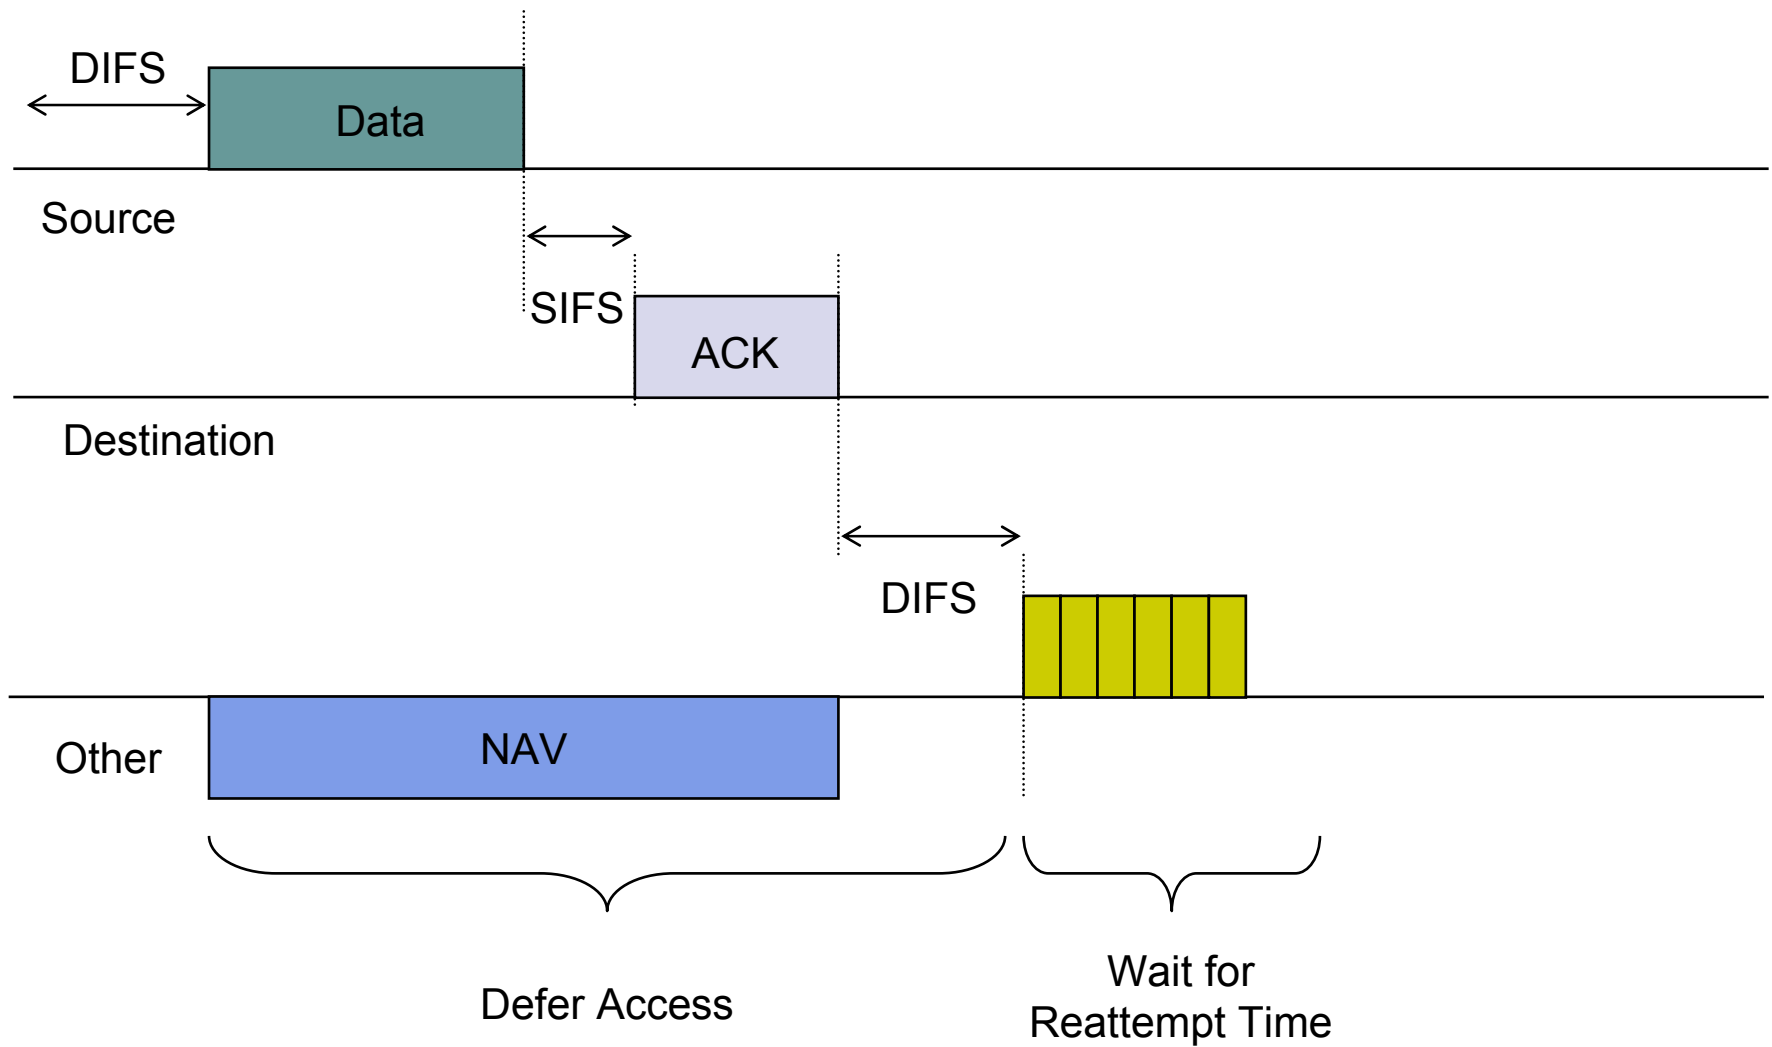 DIFS
Data
Source
SIFS
ACK
Destination
DIFS
NAV
Other
Defer Access
Wait for
Reattempt Time